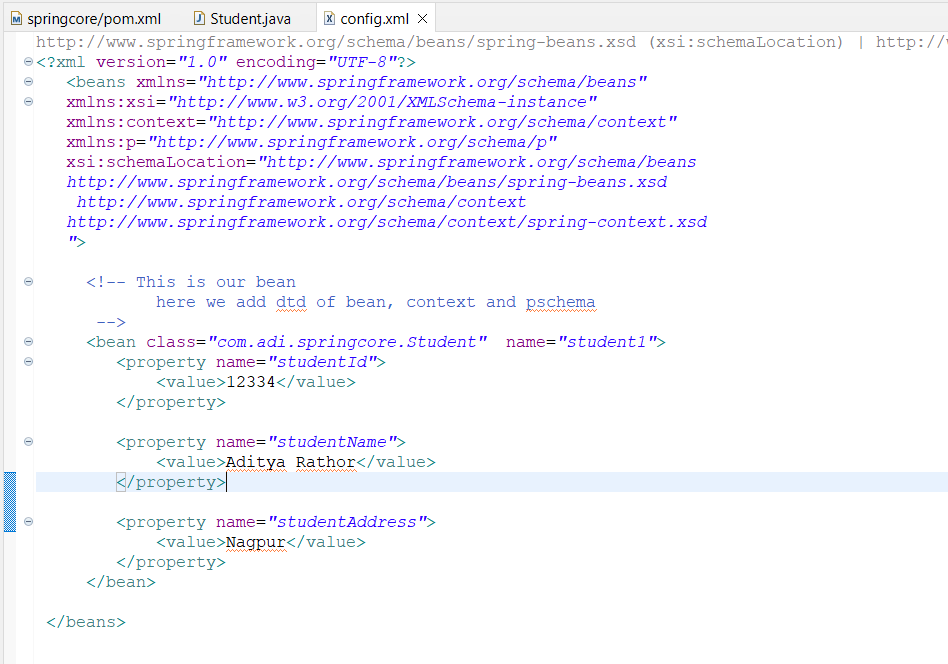 springcore/pom.xml Student.java config.xml
http://www.springframework.org/schema/beans/spring-beans.xsd (xsi:schemaLocation) |
<?xml version="1.0" encoding="UTF-8"?>
<beans xmlns="http://www.springframework.org/schema/beans"
xmlns:xsi="http://www.w3.org/2001/XMLSchema-instance"
xmlns:context="http://www.springframework.org/schema/context"
xmlns:p="http://www.springframework.org/schema/p"
xsi:schemaLocation="http://www.springframework.org/schema/beans
http://www.springframework.org/schema/beans/spring-beans.xsd
http://www.springframework.org/schema/context
http://www.springframework.org/schema/context/spring-context.xsd
">
<!-- This is our bean
here we add dtd of bean, context and pschema
-->
<bean class="com.adi.springcore.Student" name="student1">
<property name="studentId">
<value>12334</value>
</property>
<property name="studentName">
<value>Aditya Rathor</value>
</property>
<property name="studentAddress">
<value>Nagpur</value>
</property>
</bean>
</beans>